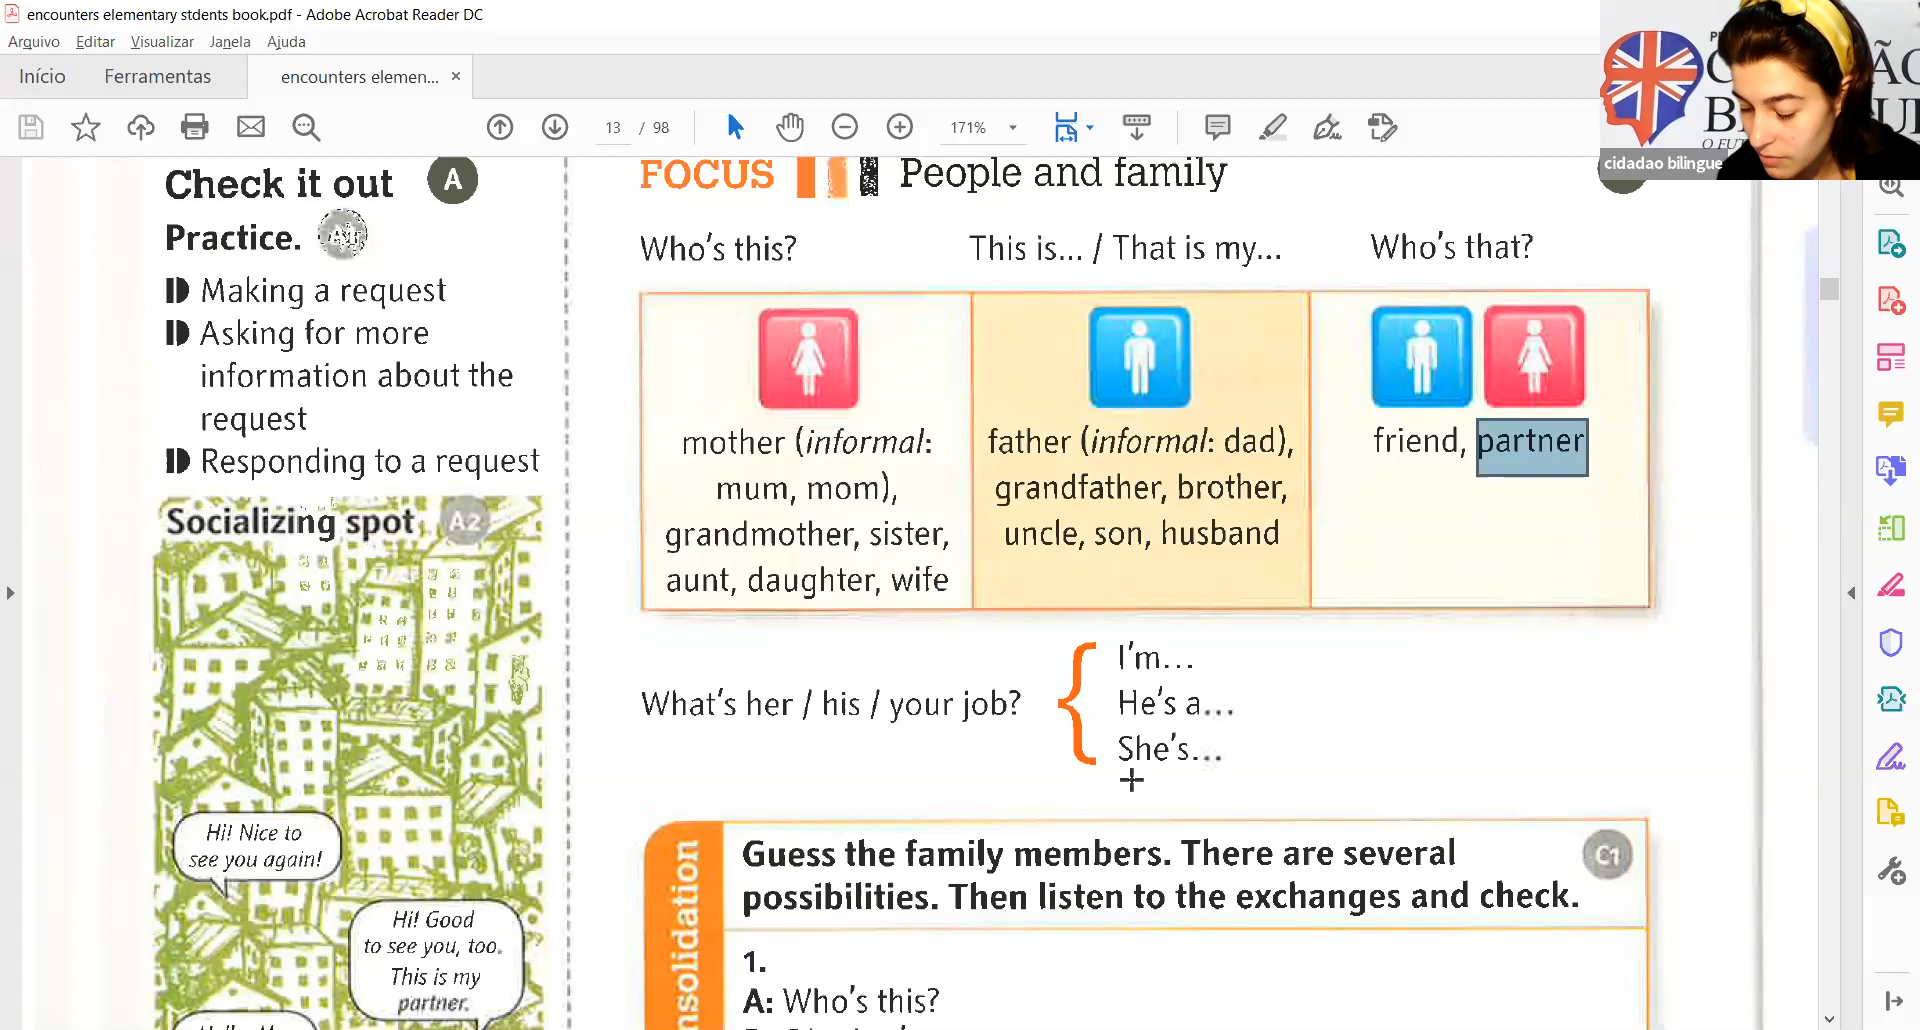 encounters elementary stdents book.pdf - Adobe Acrobat Reader DC
Arquivo Editar Visualizar Janela Ajuda
Início Ferramentas encounters elemen... ×
13 / 98 171%
cidadao bilingue
Check it out A
Practice. A1
Making a request
Asking for more
information about the
request
Responding to a request
Socializing spot A2
Hi! Nice to
see you again!
Hi! Good
to see you, too.
This is my
partner.
FOCUS People and family
Who's this? This is... / That is my... Who's that?
mother (informal:
mum, mom),
grandmother, sister,
aunt, daughter, wife
father (informal: dad),
grandfather, brother,
uncle, son, husband
friend, partner
What's her / his / your job?
I'm...
He's a...
She's...
nsolidation
Guess the family members. There are several
possibilities. Then listen to the exchanges and check.
C1
1.
A: Who's this?